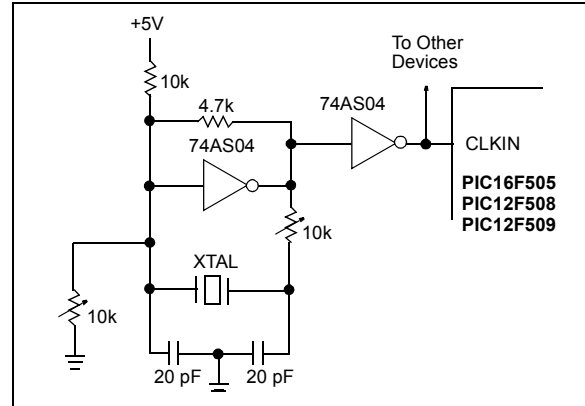 +5V
10k
To Other
Devices
4.7k
74AS04
74AS04
CLKIN
PIC16F505
PIC12F508
PIC12F509
10k
XTAL
10k
20 pF
20 pF